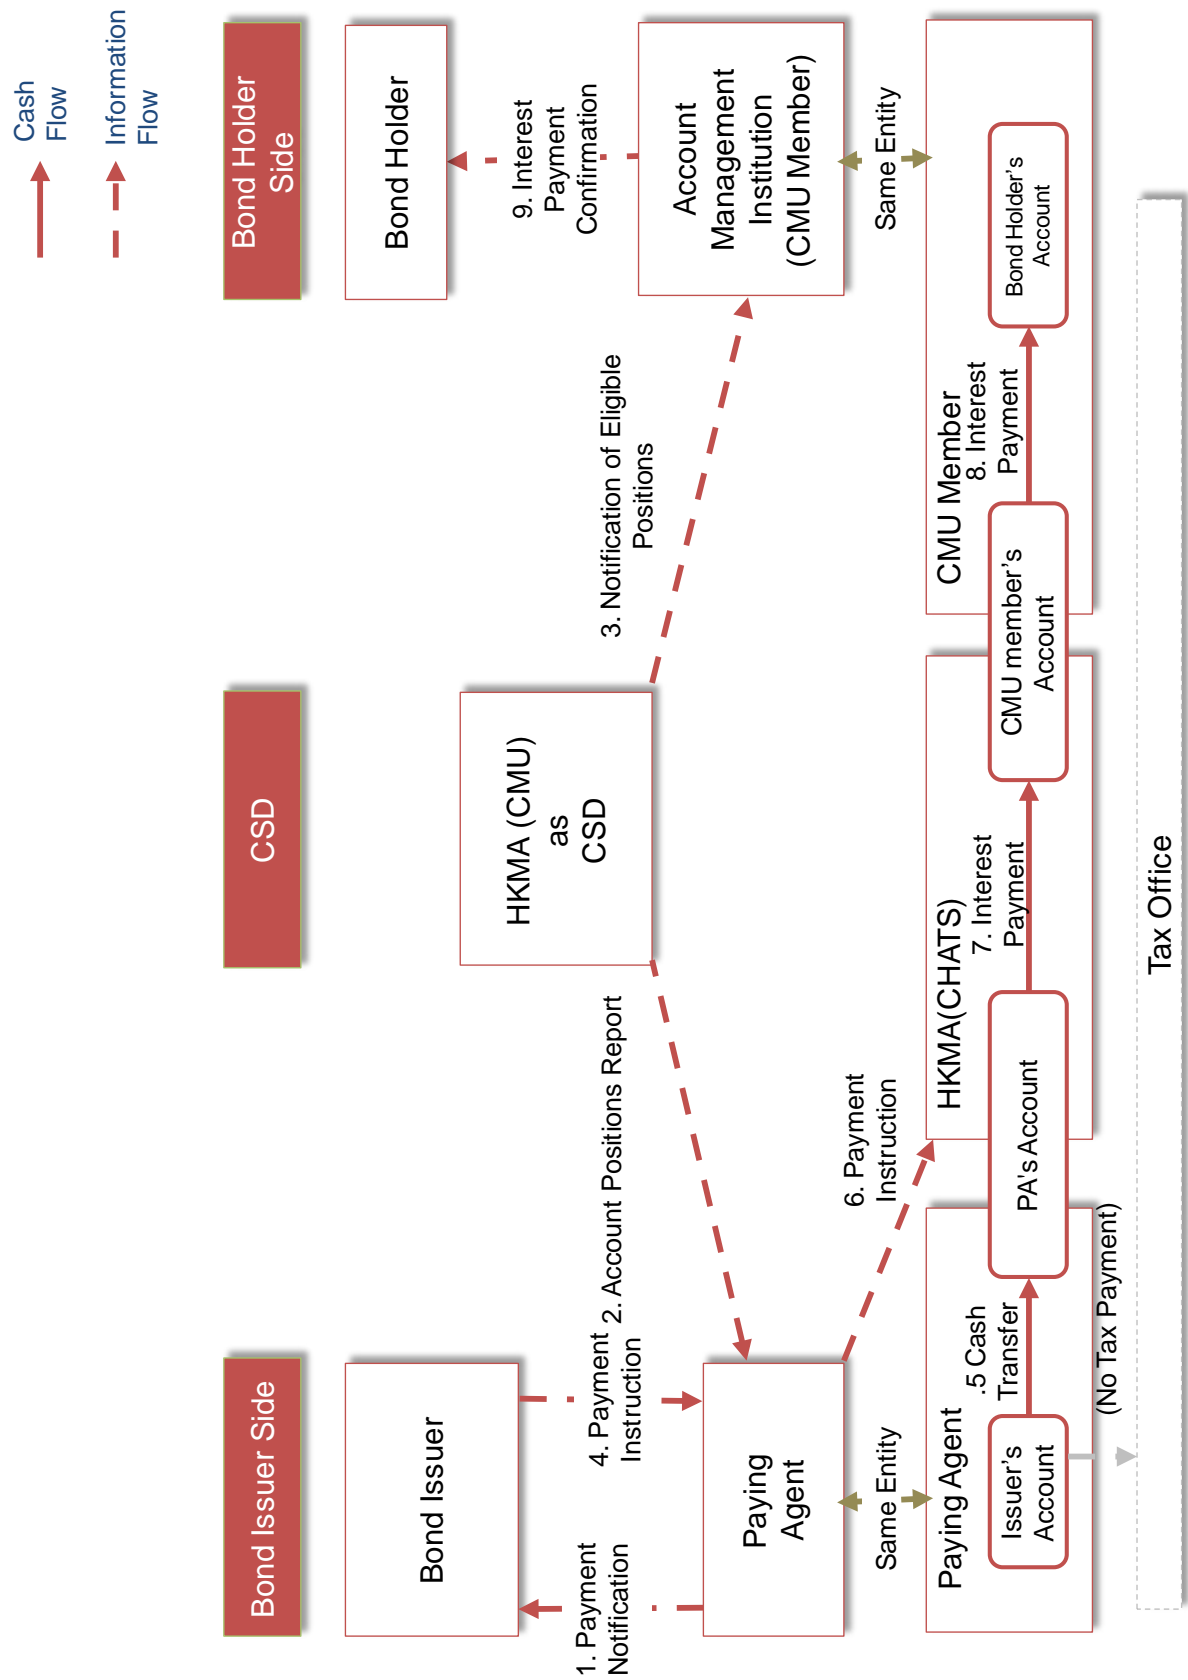 Cash
Flow
Information
Flow
Bond Issuer Side
CSD
Bond Holder
Side
Bond Issuer
Bond Holder
HKMA (CMU)
as
CSD
1. Payment
Notification
4. Payment
Instruction
2. Account Positions Report
3. Notification of Eligible
Positions
9. Interest
Payment
Confirmation
Paying
Agent
Account
Management
Institution
(CMU Member)
Same Entity
6. Payment
Instruction
Same Entity
Paying Agent
.5 Cash
Transfer
Issuer's
Account
PA's Account
HKMA(CHATS)
7. Interest
Payment
CMU member's
Account
CMU Member
8. Interest
Payment
Bond Holder's
Account
(No Tax Payment)
Tax Office